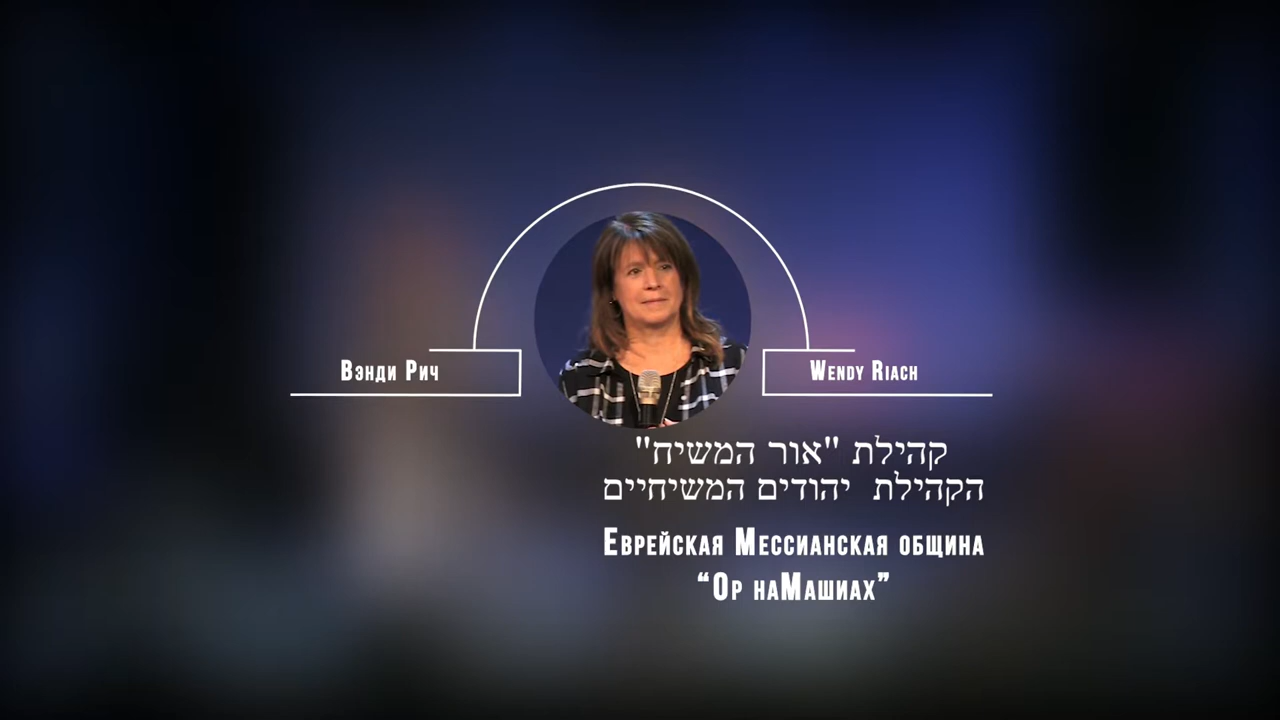 Вэнди Рич
Wendy Riach
קהילת "אור המשיח"
הקהילת יהודים המשיחיים
Еврейская Мессианская община
“Ор наМашиах”